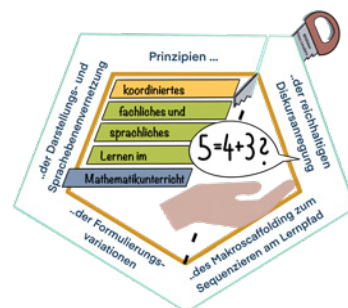 Prinzipien ...
koordiniertes
fachliches und
sprachliches
Lernen im
Mathematikunterricht
5=4+3?
..der reichhaltigen
Diskursanregung
..des Makroscaffolding zum
Sequenzieren am Lernpfad
..der Formulierungs-
variationen
..der Darstellungs- und
Sprachebenenvernetzung